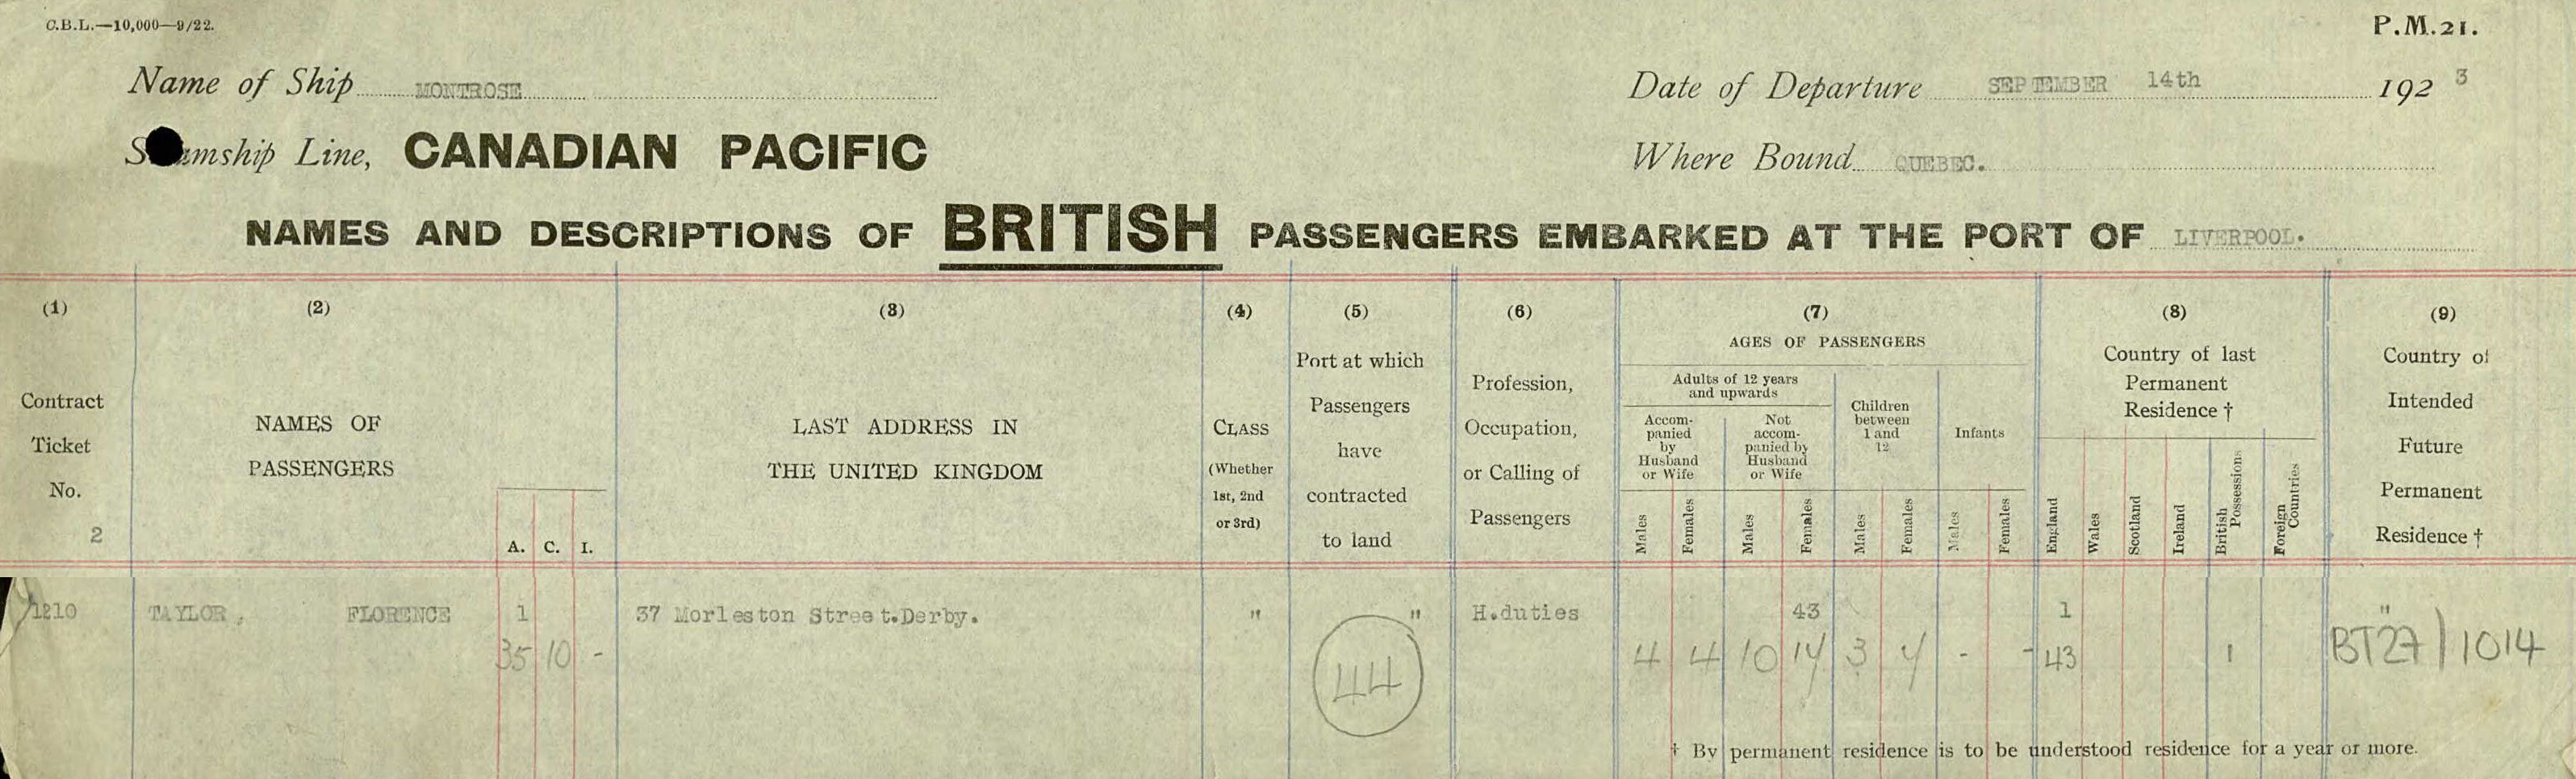 C.B.L.—10,000—9/22.
P.M.21.
Name of Ship MONTROSE
Date of Departure SEPTEMBER 14th 1923
Line, CANADIAN PACIFIC
Where Bound QUEBEC.
NAMES AND DESCRIPTIONS OF BRITISH PASSENGERS EMBARKED AT THE PORT OF LIVERPOOL.
(1)
Contract
Ticket
No.
2
(2)
NAMES OF
PASSENGERS
A. C. I.
(3)
LAST ADDRESS IN
THE UNITED KINGDOM
(4)
CLASS
(Whether
1st, 2nd
or 3rd)
(5)
Port at which
Passengers
have
contracted
to land
(6)
Profession,
Occupation,
or Calling of
Passengers
(7)
AGES OF PASSENGERS
Adults of 12 years
and upwards
Accom-
panied
by
Husband
or Wife
Not
accom-
panied by
Husband
or Wife
Children
between
1 and
12
Infants
Males
Females
Males
Females
Males
Females
Males
Females
(8)
Country of last
Permanent
Residence †
England
Wales
Scotland
Ireland
British
Possessions
Foreign
Countries
(9)
Country of
Intended
Future
Permanent
Residence †
1210 TAYLOR, FLORENCE 1 37 Morleston Street.Derby. " " H.duties 43 1 "
35 10 - 44 4 4 10 14 3 4 - - 43 1 BT27/1014
† By permanent residence is to be understood residence for a year or more.